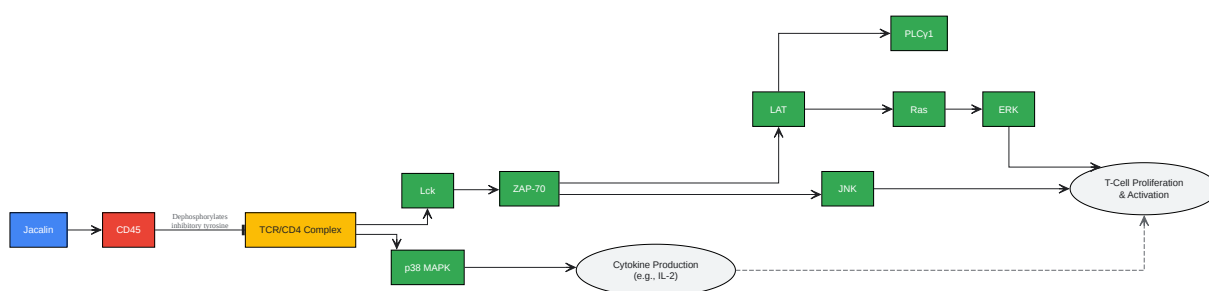 PLCγ1
LAT
Ras
ERK
Lck
ZAP-70
JNK
T-Cell Proliferation
& Activation
Jacalin
CD45
Dephosphorylates
inhibitory tyrosine
TCR/CD4 Complex
p38 MAPK
Cytokine Production
(e.g., IL-2)